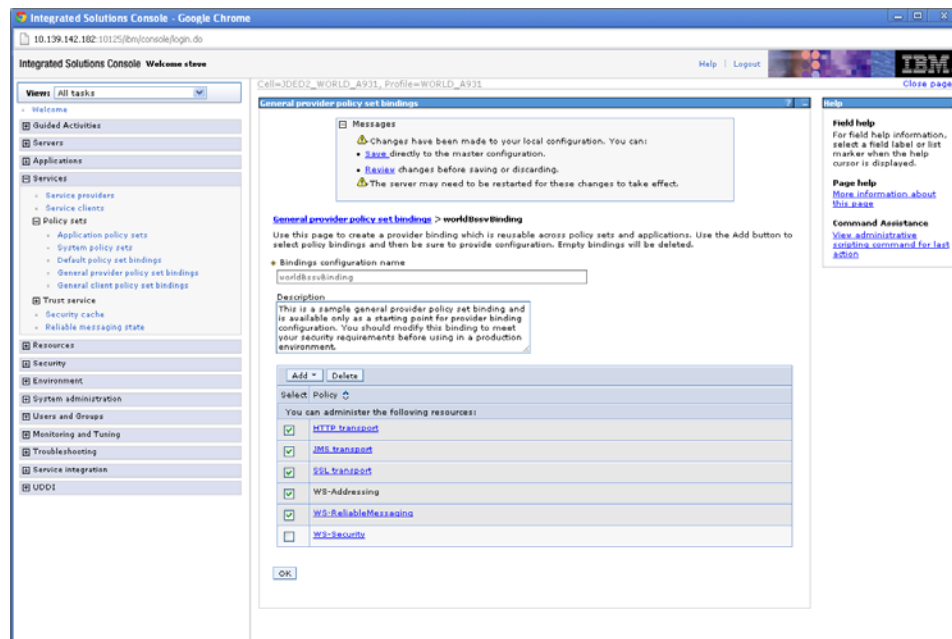 Integrated Solutions Console - Google Chrome
10.139.142.182:10125/ibm/console/login.do
Integrated Solutions Console Welcome steve
Help | Logout
IBM
Cell=JDED2_WORLD_A931, Profile=WORLD_A931
Close page
View: All tasks
Welcome
Guided Activities
Servers
Applications
Services
Service providers
Service clients
Policy sets
Application policy sets
System policy sets
Default policy set bindings
General provider policy set bindings
General client policy set bindings
Trust service
Security cache
Reliable messaging state
Resources
Security
Environment
System administration
Users and Groups
Monitoring and Tuning
Troubleshooting
Service integration
UDDI
General provider policy set bindings ? _
Messages
Changes have been made to your local configuration. You can:
Save directly to the master configuration.
Review changes before saving or discarding.
The server may need to be restarted for these changes to take effect.
General provider policy set bindings > worldBssvBinding
Use this page to create a provider binding which is reusable across policy sets and applications. Use the Add button to
select policy bindings and then be sure to provide configuration. Empty bindings will be deleted.
Bindings configuration name
worldBssvBinding
Description
This is a sample general provider policy set binding and
is available only as a starting point for provider binding
configuration. You should modify this binding to meet
your security requirements before using in a production
environment.
Add Delete
Select Policy
You can administer the following resources:
HTTP transport
JMS transport
SSL transport
WS-Addressing
WS-ReliableMessaging
WS-Security
OK
Help
Field help
For field help information,
select a field label or list
marker when the help
cursor is displayed.
Page help
More information about
this page
Command Assistance
View administrative
scripting command for last
action